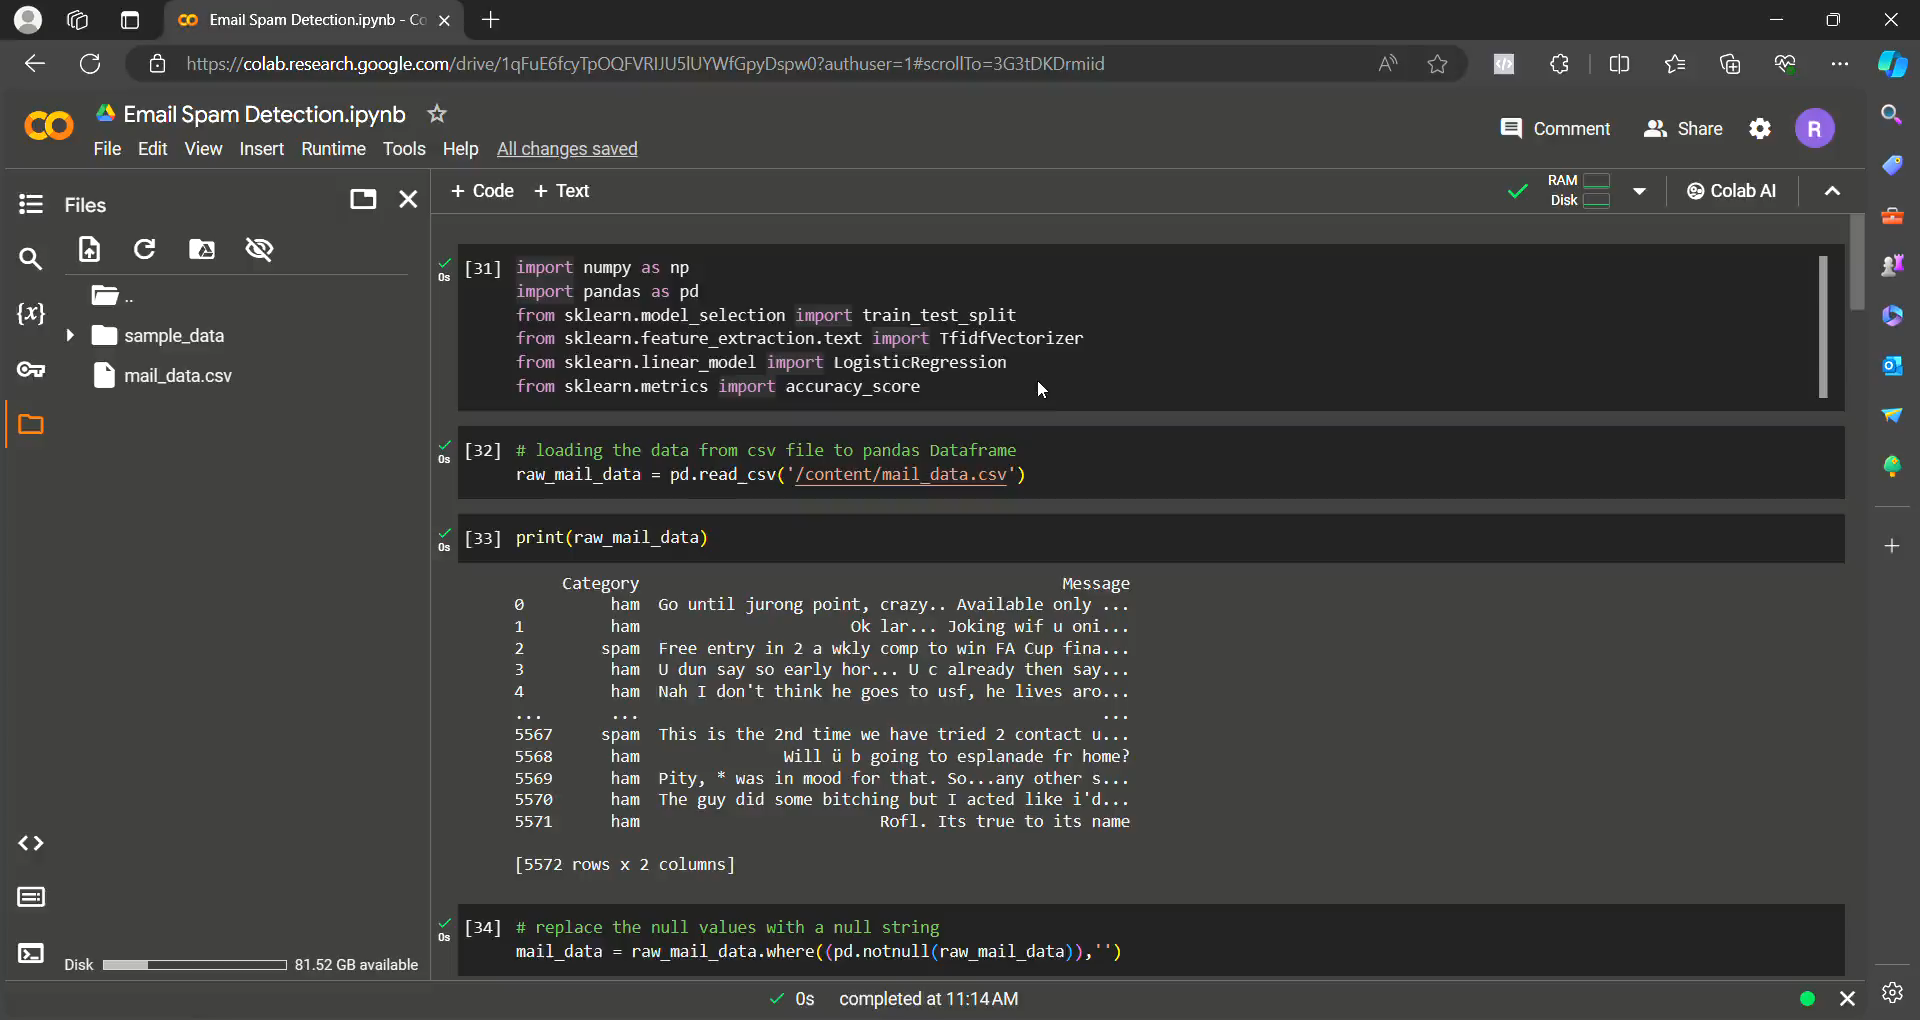 Email Spam Detection.ipynb - Co
https://colab.research.google.com/drive/1qFuE6fcyTpOQFVRIJU5IUYWfGpyDspw0?authuser=1#scrollTo=3G3tDKDrmiid
Email Spam Detection.ipynb
File Edit View Insert Runtime Tools Help All changes saved
Comment Share R
Files
+ Code + Text
RAM
Disk
Colab AI
..
sample_data
mail_data.csv
{x}
0s [31] import numpy as np
import pandas as pd
from sklearn.model_selection import train_test_split
from sklearn.feature_extraction.text import TfidfVectorizer
from sklearn.linear_model import LogisticRegression
from sklearn.metrics import accuracy_score
0s [32] # loading the data from csv file to pandas Dataframe
raw_mail_data = pd.read_csv('/content/mail_data.csv')
0s [33] print(raw_mail_data)
Category Message
0 ham Go until jurong point, crazy.. Available only ...
1 ham Ok lar... Joking wif u oni...
2 spam Free entry in 2 a wkly comp to win FA Cup fina...
3 ham U dun say so early hor... U c already then say...
4 ham Nah I don't think he goes to usf, he lives aro...
... ... ...
5567 spam This is the 2nd time we have tried 2 contact u...
5568 ham Will ü b going to esplanade fr home?
5569 ham Pity, * was in mood for that. So...any other s...
5570 ham The guy did some bitching but I acted like i'd...
5571 ham Rofl. Its true to its name
[5572 rows x 2 columns]
0s [34] # replace the null values with a null string
mail_data = raw_mail_data.where((pd.notnull(raw_mail_data)),'')
Disk 81.52 GB available
0s completed at 11:14 AM